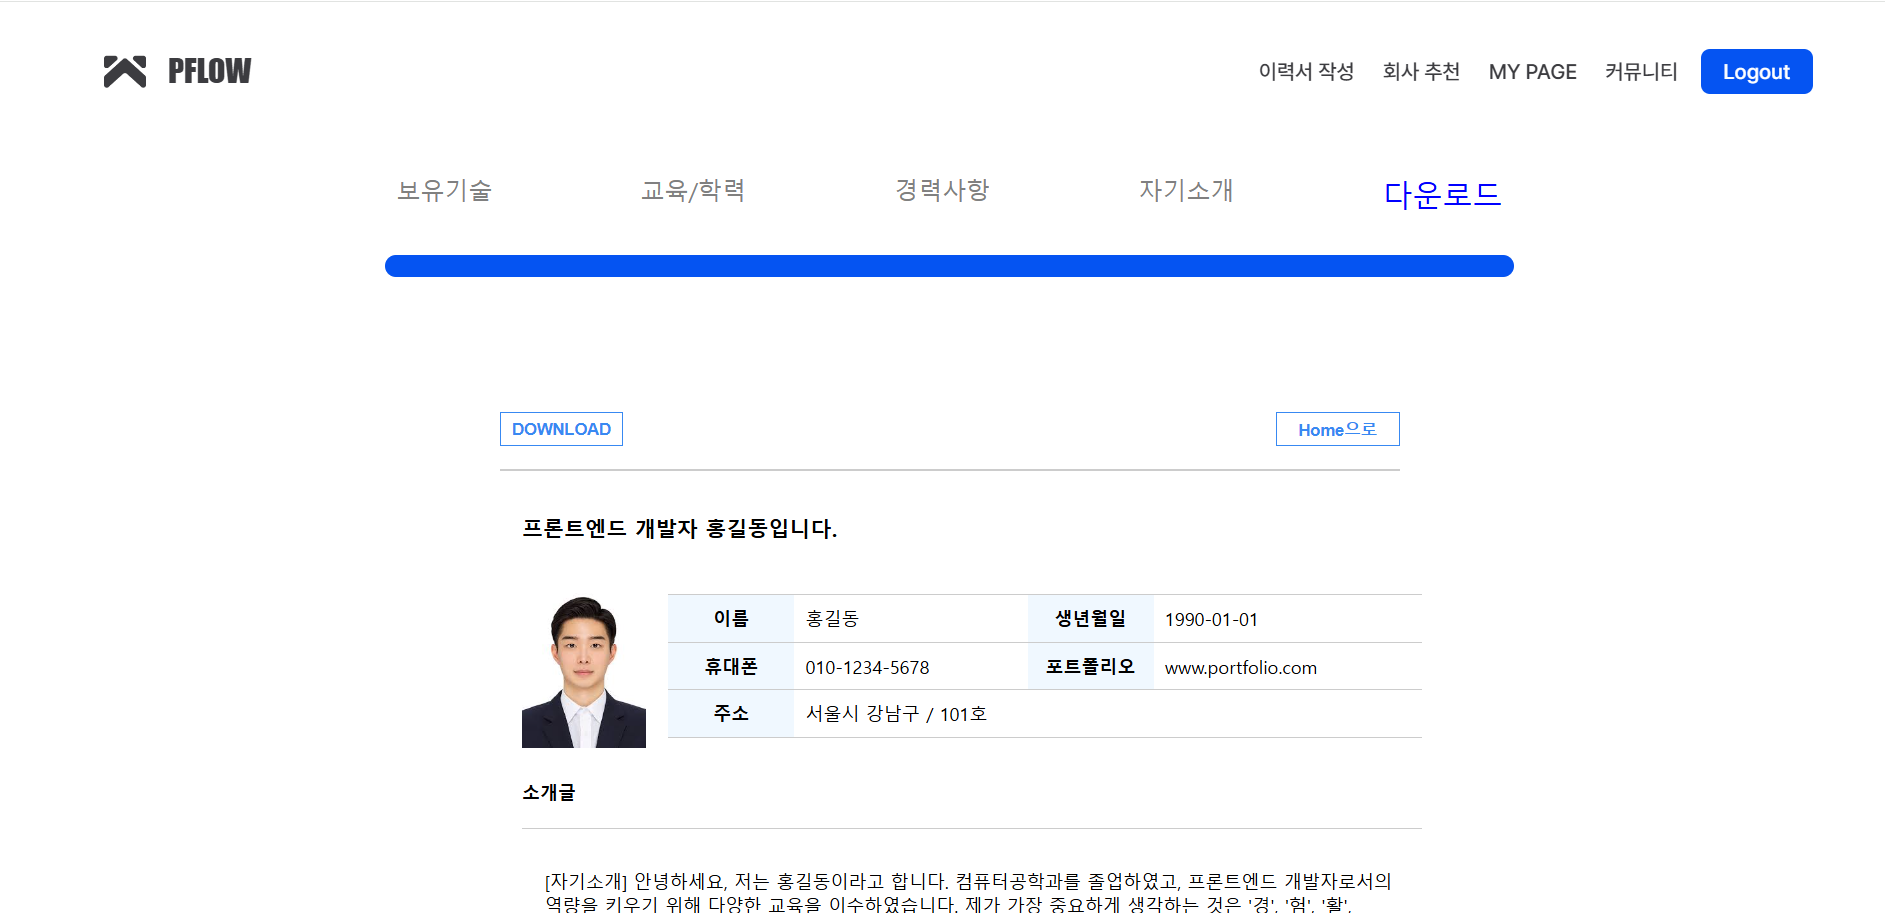 PFLOW
이력서 작성 회사 추천 MY PAGE 커뮤니티 Logout
보유기술 교육/학력 경력사항 자기소개 다운로드
DOWNLOAD Home으로
프론트엔드 개발자 홍길동입니다.
이름 홍길동 생년월일 1990-01-01
휴대폰 010-1234-5678 포트폴리오 www.portfolio.com
주소 서울시 강남구 / 101호
소개글
[자기소개] 안녕하세요, 저는 홍길동이라고 합니다. 컴퓨터공학과를 졸업하였고, 프론트엔드 개발자로서의
역량을 키우기 위해 다양한 교육을 이수하였습니다. 제가 가장 중요하게 생각하는 것은 '경', '험', '활',